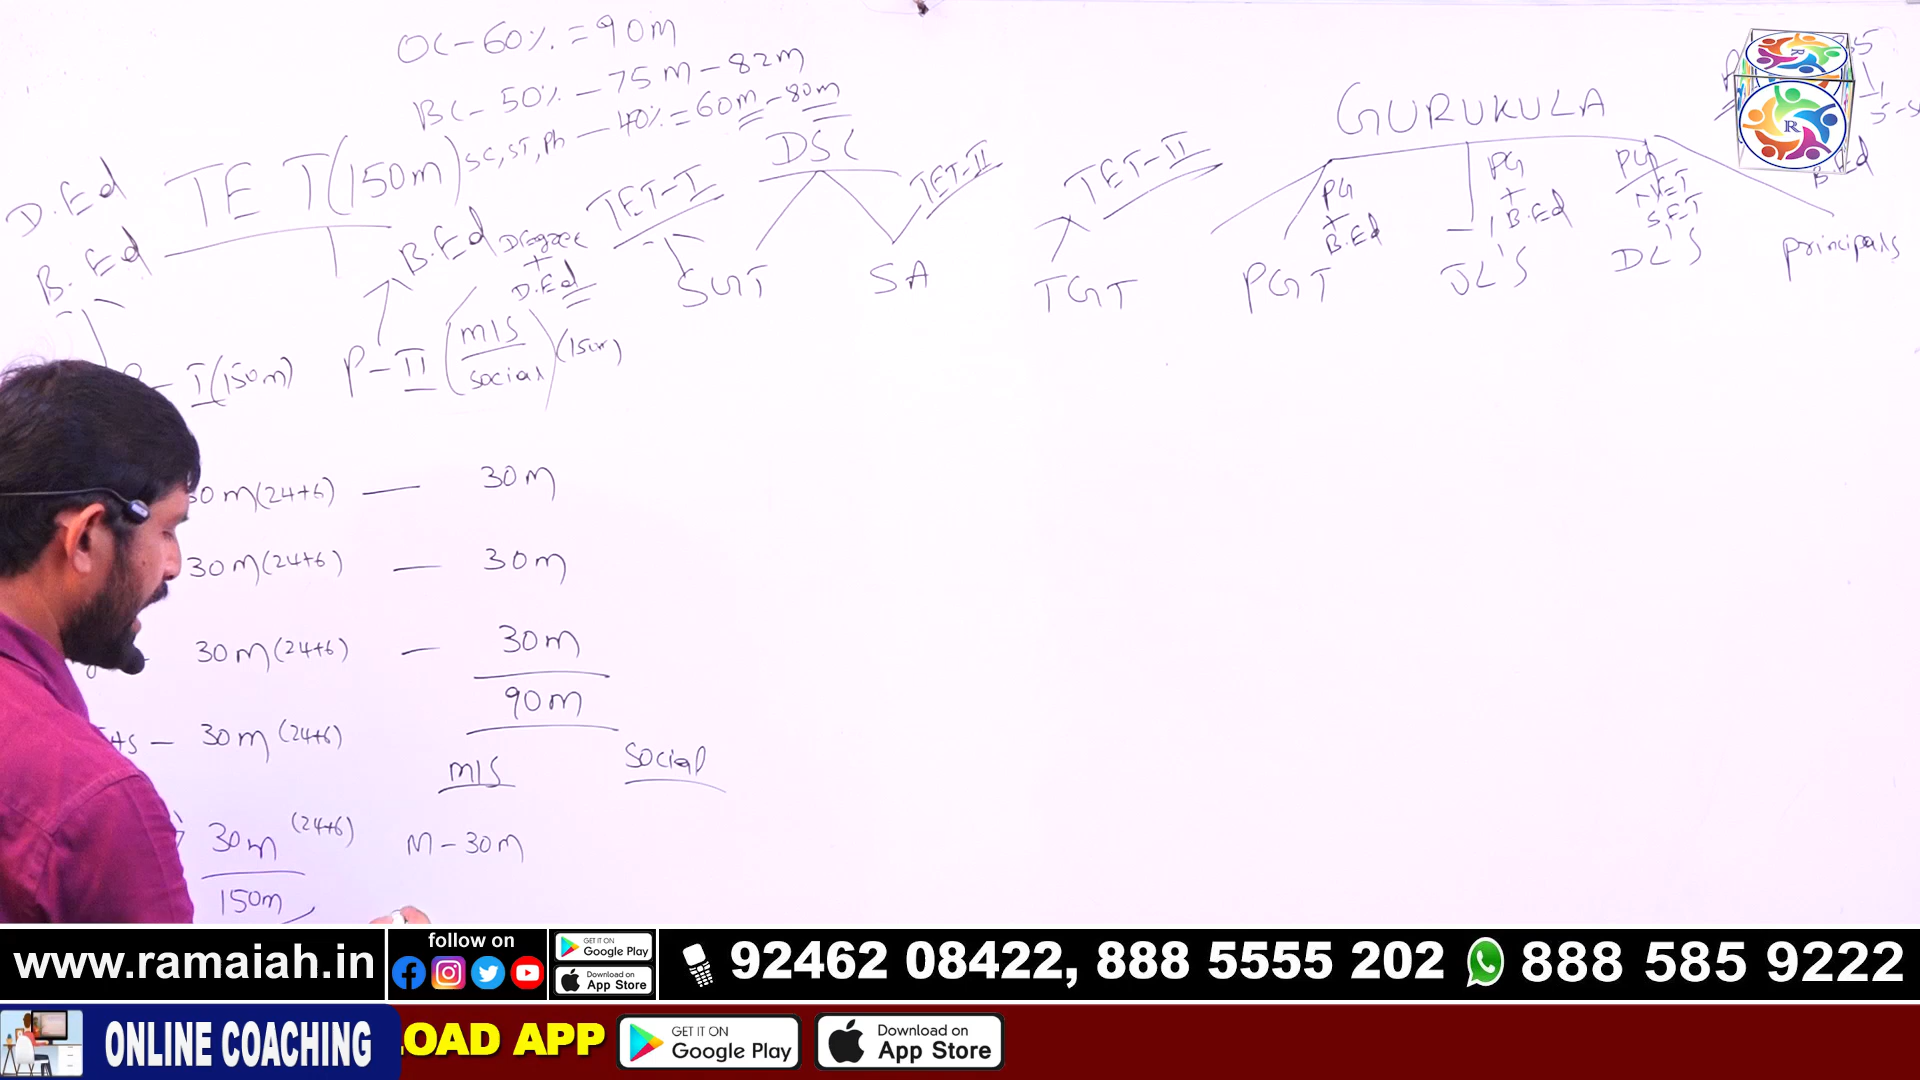 OC - 60% = 90m
BC - 50% - 75m - 82m
SC, ST, Ph - 40% = 60m - 80m
TET (150m)
D.Ed
B.Ed
B.Ed
Degree
+
D.Ed
I (150m)
P - II (M/S
social) (150m)
DSC
TET-I
TET-II
SGT
SA
GURUKULA
TET-II
TGT
PG
+
B.Ed
PGT
PG
+
B.Ed
JL'S
PG
NET
SET
DL'S
B.Ed
principals
30m (24+6) — 30m
30m (24+6) — 30m
30m (24+6) — 30m
90m
30m (24+6)
M/S
social
30m (24+6)
M - 30m
150m
R
www.ramaiah.in
follow on
GET IT ON
Google Play
Download on
App Store
92462 08422, 888 5555 202
888 585 9222
ONLINE COACHING
LOAD APP
GET IT ON
Google Play
Download on the
App Store